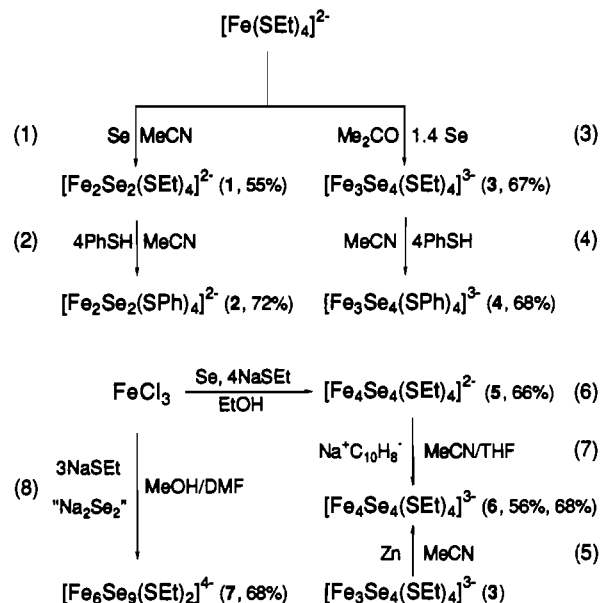 [Fe(SEt)₄]²⁻
(1) Se MeCN Me₂CO 1.4 Se (3)
[Fe₂Se₂(SEt)₄]²⁻ (1, 55%) [Fe₃Se₄(SEt)₄]³⁻ (3, 67%)
(2) 4PhSH MeCN MeCN 4PhSH (4)
[Fe₂Se₂(SPh)₄]²⁻ (2, 72%) [Fe₃Se₄(SPh)₄]³⁻ (4, 68%)
Se, 4NaSEt
FeCl₃ [Fe₄Se₄(SEt)₄]²⁻ (5, 66%) (6)
EtOH
Na⁺C₁₀H₈⁻ MeCN/THF (7)
(8) 3NaSEt MeOH/DMF
"Na₂Se₂"
[Fe₄Se₄(SEt)₄]³⁻ (6, 56%, 68%)
Zn MeCN (5)
[Fe₆Se₉(SEt)₂]⁴⁻ (7, 68%) [Fe₃Se₄(SEt)₄]³⁻ (3)